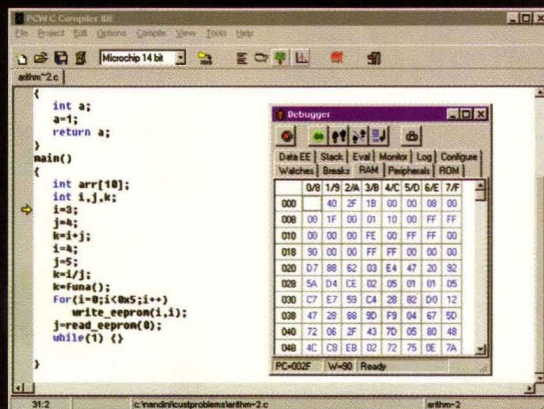 PCW C Compiler IDE
File Project Edit Options Compile View Tools Help
Microchip 14 bit
arithm~2.c
{
int a;
a=1;
return a;
}
main()
{
int arr[10];
int i,j,k;
i=3;
j=4;
k=i+j;
i=4;
j=5;
k=i/j;
k=funa();
for(i=0;i<0x5;i++)
write_eeprom(i,i);
j=read_eeprom(0);
while(1) {}
}
Debugger
Data EE Stack Eval Monitor Log Configure
Watches Breaks RAM Peripherals ROM
0/8 1/9 2/A 3/B 4/C 5/D 6/E 7/F
000 40 2F 1B 00 00 08 00
008 00 1F 00 01 10 00 FF FF
010 00 00 00 FE 00 FF FF 00
018 90 00 00 FF FF 00 00 00
020 D7 88 62 03 E4 47 20 92
028 5A D4 CE 02 05 01 01 05
030 C7 E7 59 C4 28 82 D0 12
038 47 28 88 9D F9 04 67 5D
040 72 06 2F 43 7D 05 80 48
048 4C CB EB 02 72 75 0E 7A
PC=002F W=90 Ready
31:2 c:\nandini\custproblems\arithm~2.c arithm~2